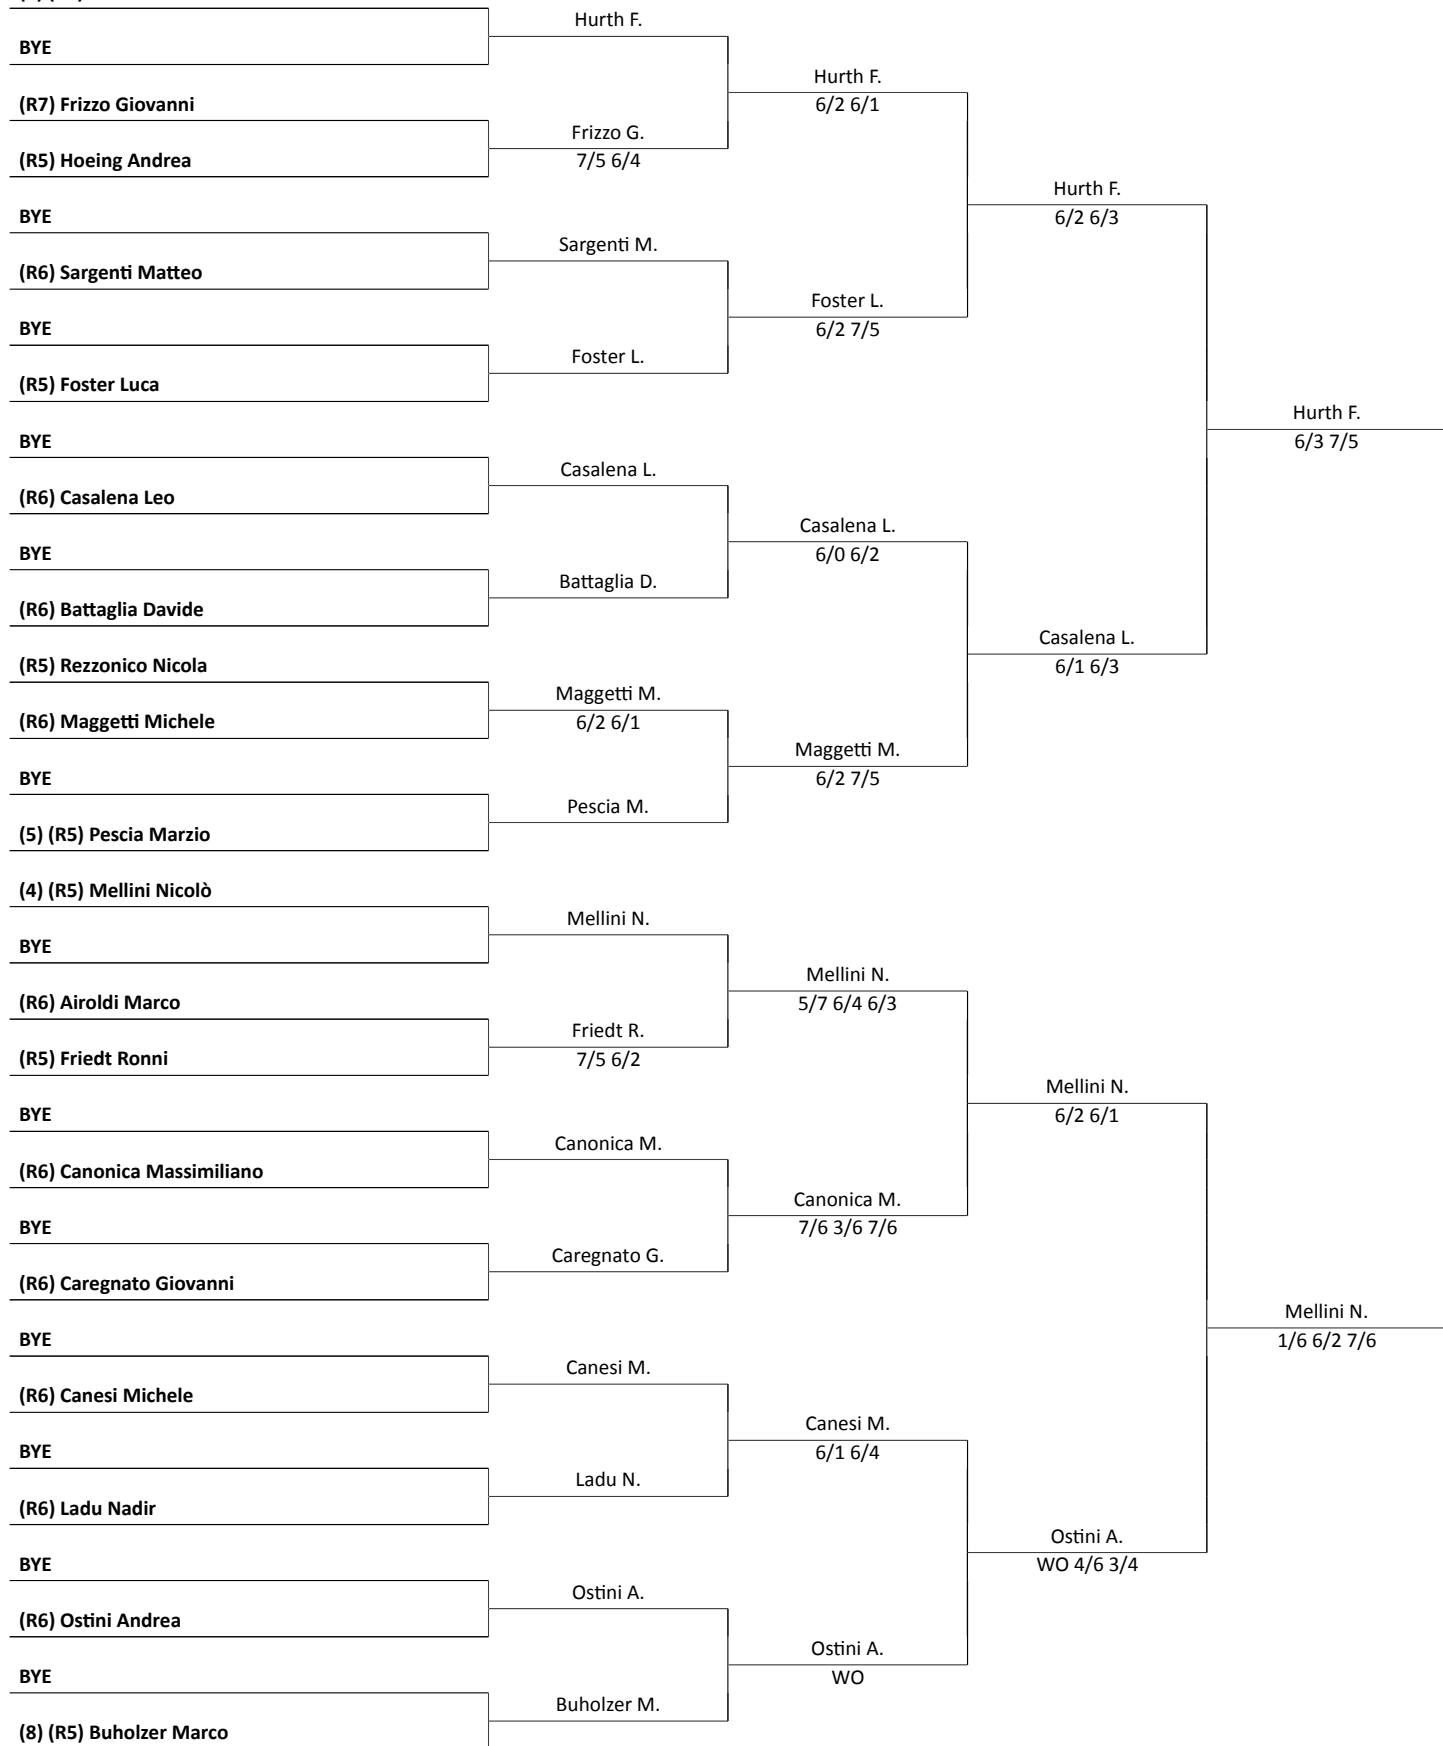 BYE
(R7) Frizzo Giovanni
(R5) Hoeing Andrea
BYE
(R6) Sargenti Matteo
BYE
(R5) Foster Luca
BYE
(R6) Casalena Leo
BYE
(R6) Battaglia Davide
(R5) Rezzonico Nicola
(R6) Maggetti Michele
BYE
(5) (R5) Pescia Marzio
(4) (R5) Mellini Nicolò
BYE
(R6) Airoldi Marco
(R5) Friedt Ronni
BYE
(R6) Canonica Massimiliano
BYE
(R6) Caregnato Giovanni
BYE
(R6) Canesi Michele
BYE
(R6) Ladu Nadir
BYE
(R6) Ostini Andrea
BYE
(8) (R5) Buholzer Marco
Hurth F.
Frizzo G.
7/5 6/4
Sargenti M.
Foster L.
Casalena L.
Battaglia D.
Maggetti M.
6/2 6/1
Pescia M.
Mellini N.
Friedt R.
7/5 6/2
Canonica M.
Caregnato G.
Canesi M.
Ladu N.
Ostini A.
Buholzer M.
Hurth F.
6/2 6/1
Foster L.
6/2 7/5
Casalena L.
6/0 6/2
Maggetti M.
6/2 7/5
Mellini N.
5/7 6/4 6/3
Canonica M.
7/6 3/6 7/6
Canesi M.
6/1 6/4
Ostini A.
WO
Hurth F.
6/2 6/3
Casalena L.
6/1 6/3
Mellini N.
6/2 6/1
Ostini A.
WO 4/6 3/4
Hurth F.
6/3 7/5
Mellini N.
1/6 6/2 7/6